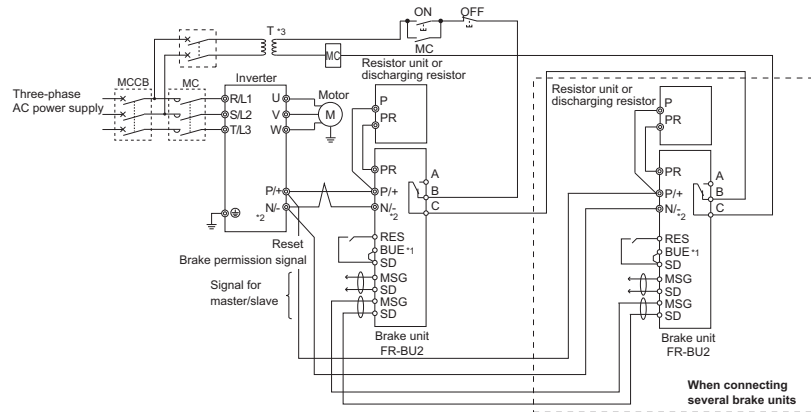 ON
OFF
T *3
MC
MC
Three-phase
AC power supply
MCCB
MC
Inverter
R/L1
S/L2
T/L3
U
V
W
Motor
M
P/+
N/-
*2
Resistor unit or
discharging resistor
P
PR
PR
P/+
N/-
*2
A
B
C
Reset
Brake permission signal
Signal for
master/slave
RES
BUE*1
SD
MSG
SD
MSG
SD
Brake unit
FR-BU2
Resistor unit or
discharging resistor
P
PR
PR
P/+
N/-
*2
A
B
C
RES
BUE*1
SD
MSG
SD
MSG
SD
Brake unit
FR-BU2
When connecting
several brake units